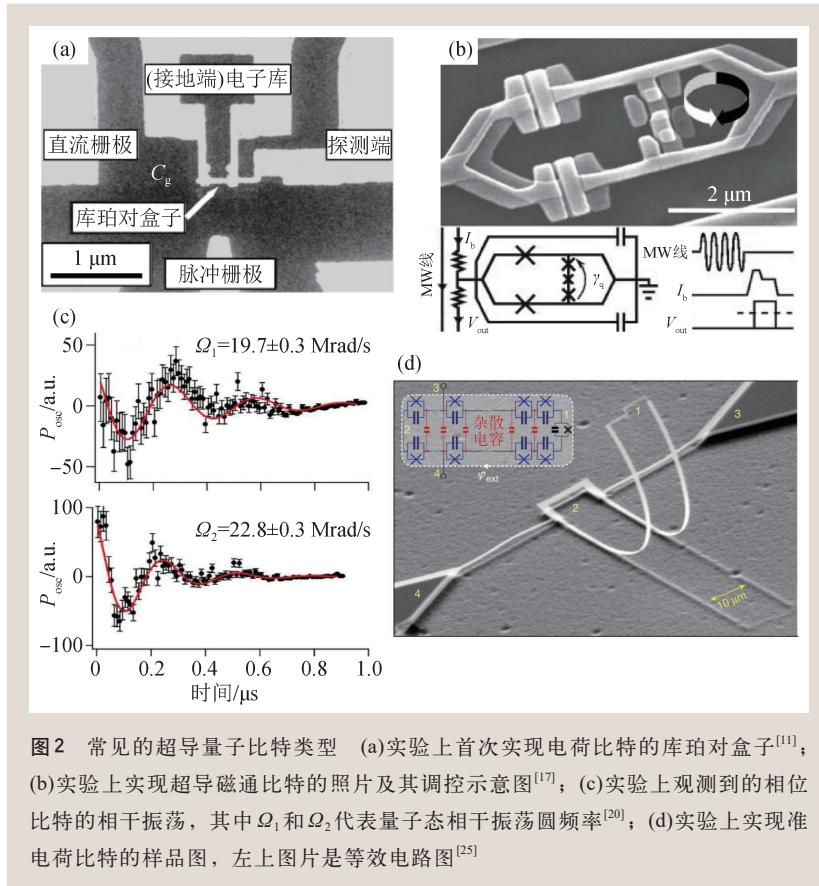 (a)
(接地端)电子库
直流栅极
探测端
C_g
库珀对盒子
1 μm
脉冲栅极
(b)
2 μm
MW线
I_b
V_out
γ_q
MW线
I_b
V_out
(c)
Ω₁=19.7±0.3 Mrad/s
P_osc/a.u.
50
0
−50
Ω₂=22.8±0.3 Mrad/s
P_osc/a.u.
100
0
−100
0 0.2 0.4 0.6 0.8 1.0
时间/μs
(d)
3
1
2
杂散
电容
4
φ_ext
1
2
3
4
10 μm
图2 常见的超导量子比特类型 (a)实验上首次实现电荷比特的库珀对盒子[11]；
(b)实验上实现超导磁通比特的照片及其调控示意图[17]；(c)实验上观测到的相位
比特的相干振荡，其中Ω₁和Ω₂代表量子态相干振荡圆频率[20]；(d)实验上实现准
电荷比特的样品图，左上图片是等效电路图[25]